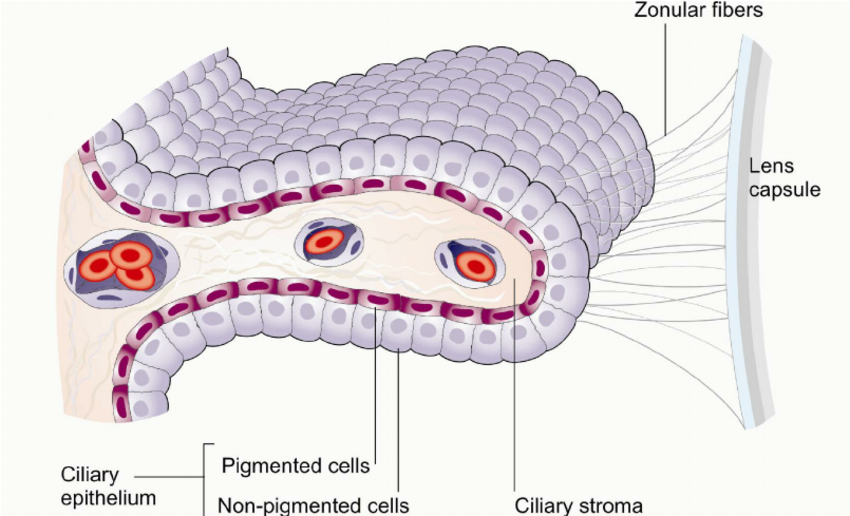 Zonular fibers
Lens
capsule
Ciliary
epithelium
Pigmented cells
Non-pigmented cells
Ciliary stroma